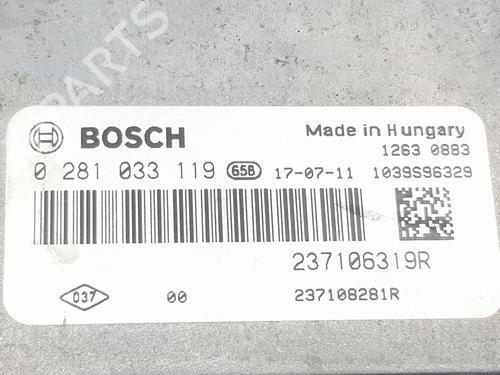 PARTS
BOSCH
Made in Hungary
1263 0883
0 281 033 119 65B 17-07-11 1039S96329
237106319R
037 00 237108281R